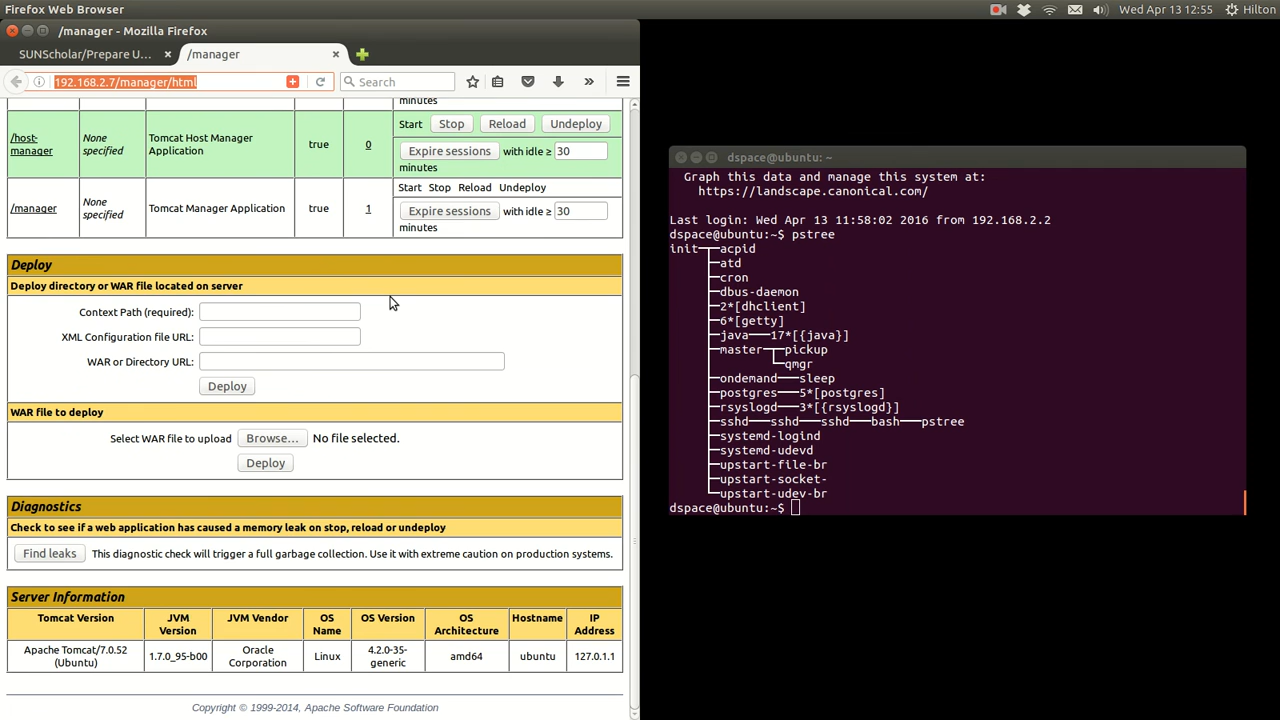 Firefox Web Browser
Wed Apr 13 12:55 Hilton
/manager - Mozilla Firefox
SUNScholar/Prepare U... × /manager ×
192.168.2.7/manager/html
Search
minutes
/host-manager
None specified
Tomcat Host Manager Application
true
0
Start Stop Reload Undeploy
Expire sessions with idle ≥ 30
minutes
/manager
None specified
Tomcat Manager Application
true
1
Start Stop Reload Undeploy
Expire sessions with idle ≥ 30
minutes
Deploy
Deploy directory or WAR file located on server
Context Path (required):
XML Configuration file URL:
WAR or Directory URL:
Deploy
WAR file to deploy
Select WAR file to upload Browse... No file selected.
Deploy
Diagnostics
Check to see if a web application has caused a memory leak on stop, reload or undeploy
Find leaks This diagnostic check will trigger a full garbage collection. Use it with extreme caution on production systems.
Server Information
Tomcat Version JVM Version JVM Vendor OS Name OS Version OS Architecture Hostname IP Address
Apache Tomcat/7.0.52 (Ubuntu) 1.7.0_95-b00 Oracle Corporation Linux 4.2.0-35-generic amd64 ubuntu 127.0.1.1
Copyright © 1999-2014, Apache Software Foundation
dspace@ubuntu: ~
Graph this data and manage this system at:
https://landscape.canonical.com/
Last login: Wed Apr 13 11:58:02 2016 from 192.168.2.2
dspace@ubuntu:~$ pstree
init─┬─acpid
     ├─atd
     ├─cron
     ├─dbus-daemon
     ├─2*[dhclient]
     ├─6*[getty]
     ├─java───17*[{java}]
     ├─master─┬─pickup
     │        └─qmgr
     ├─ondemand───sleep
     ├─postgres───5*[postgres]
     ├─rsyslogd───3*[{rsyslogd}]
     ├─sshd───sshd───sshd───bash───pstree
     ├─systemd-logind
     ├─systemd-udevd
     ├─upstart-file-br
     ├─upstart-socket-
     └─upstart-udev-br
dspace@ubuntu:~$